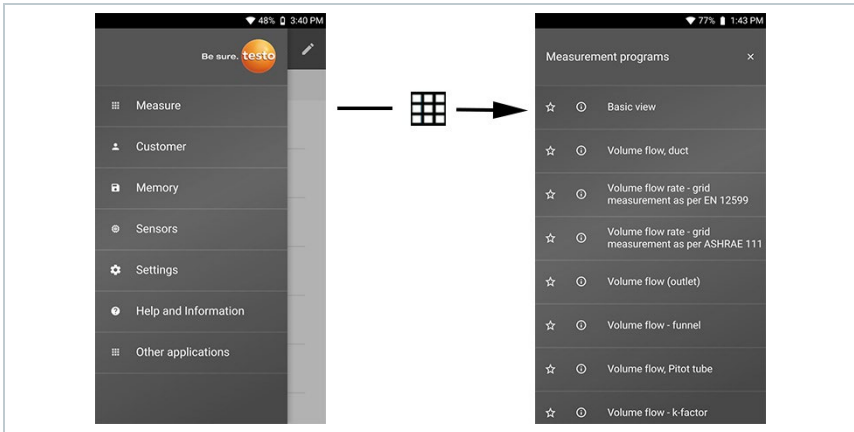 48% 3:40 PM
Be sure. testo
Measure
Customer
Memory
Sensors
Settings
Help and Information
Other applications
77% 1:43 PM
Measurement programs ×
Basic view
Volume flow, duct
Volume flow rate - grid
measurement as per EN 12599
Volume flow rate - grid
measurement as per ASHRAE 111
Volume flow (outlet)
Volume flow - funnel
Volume flow, Pitot tube
Volume flow - k-factor